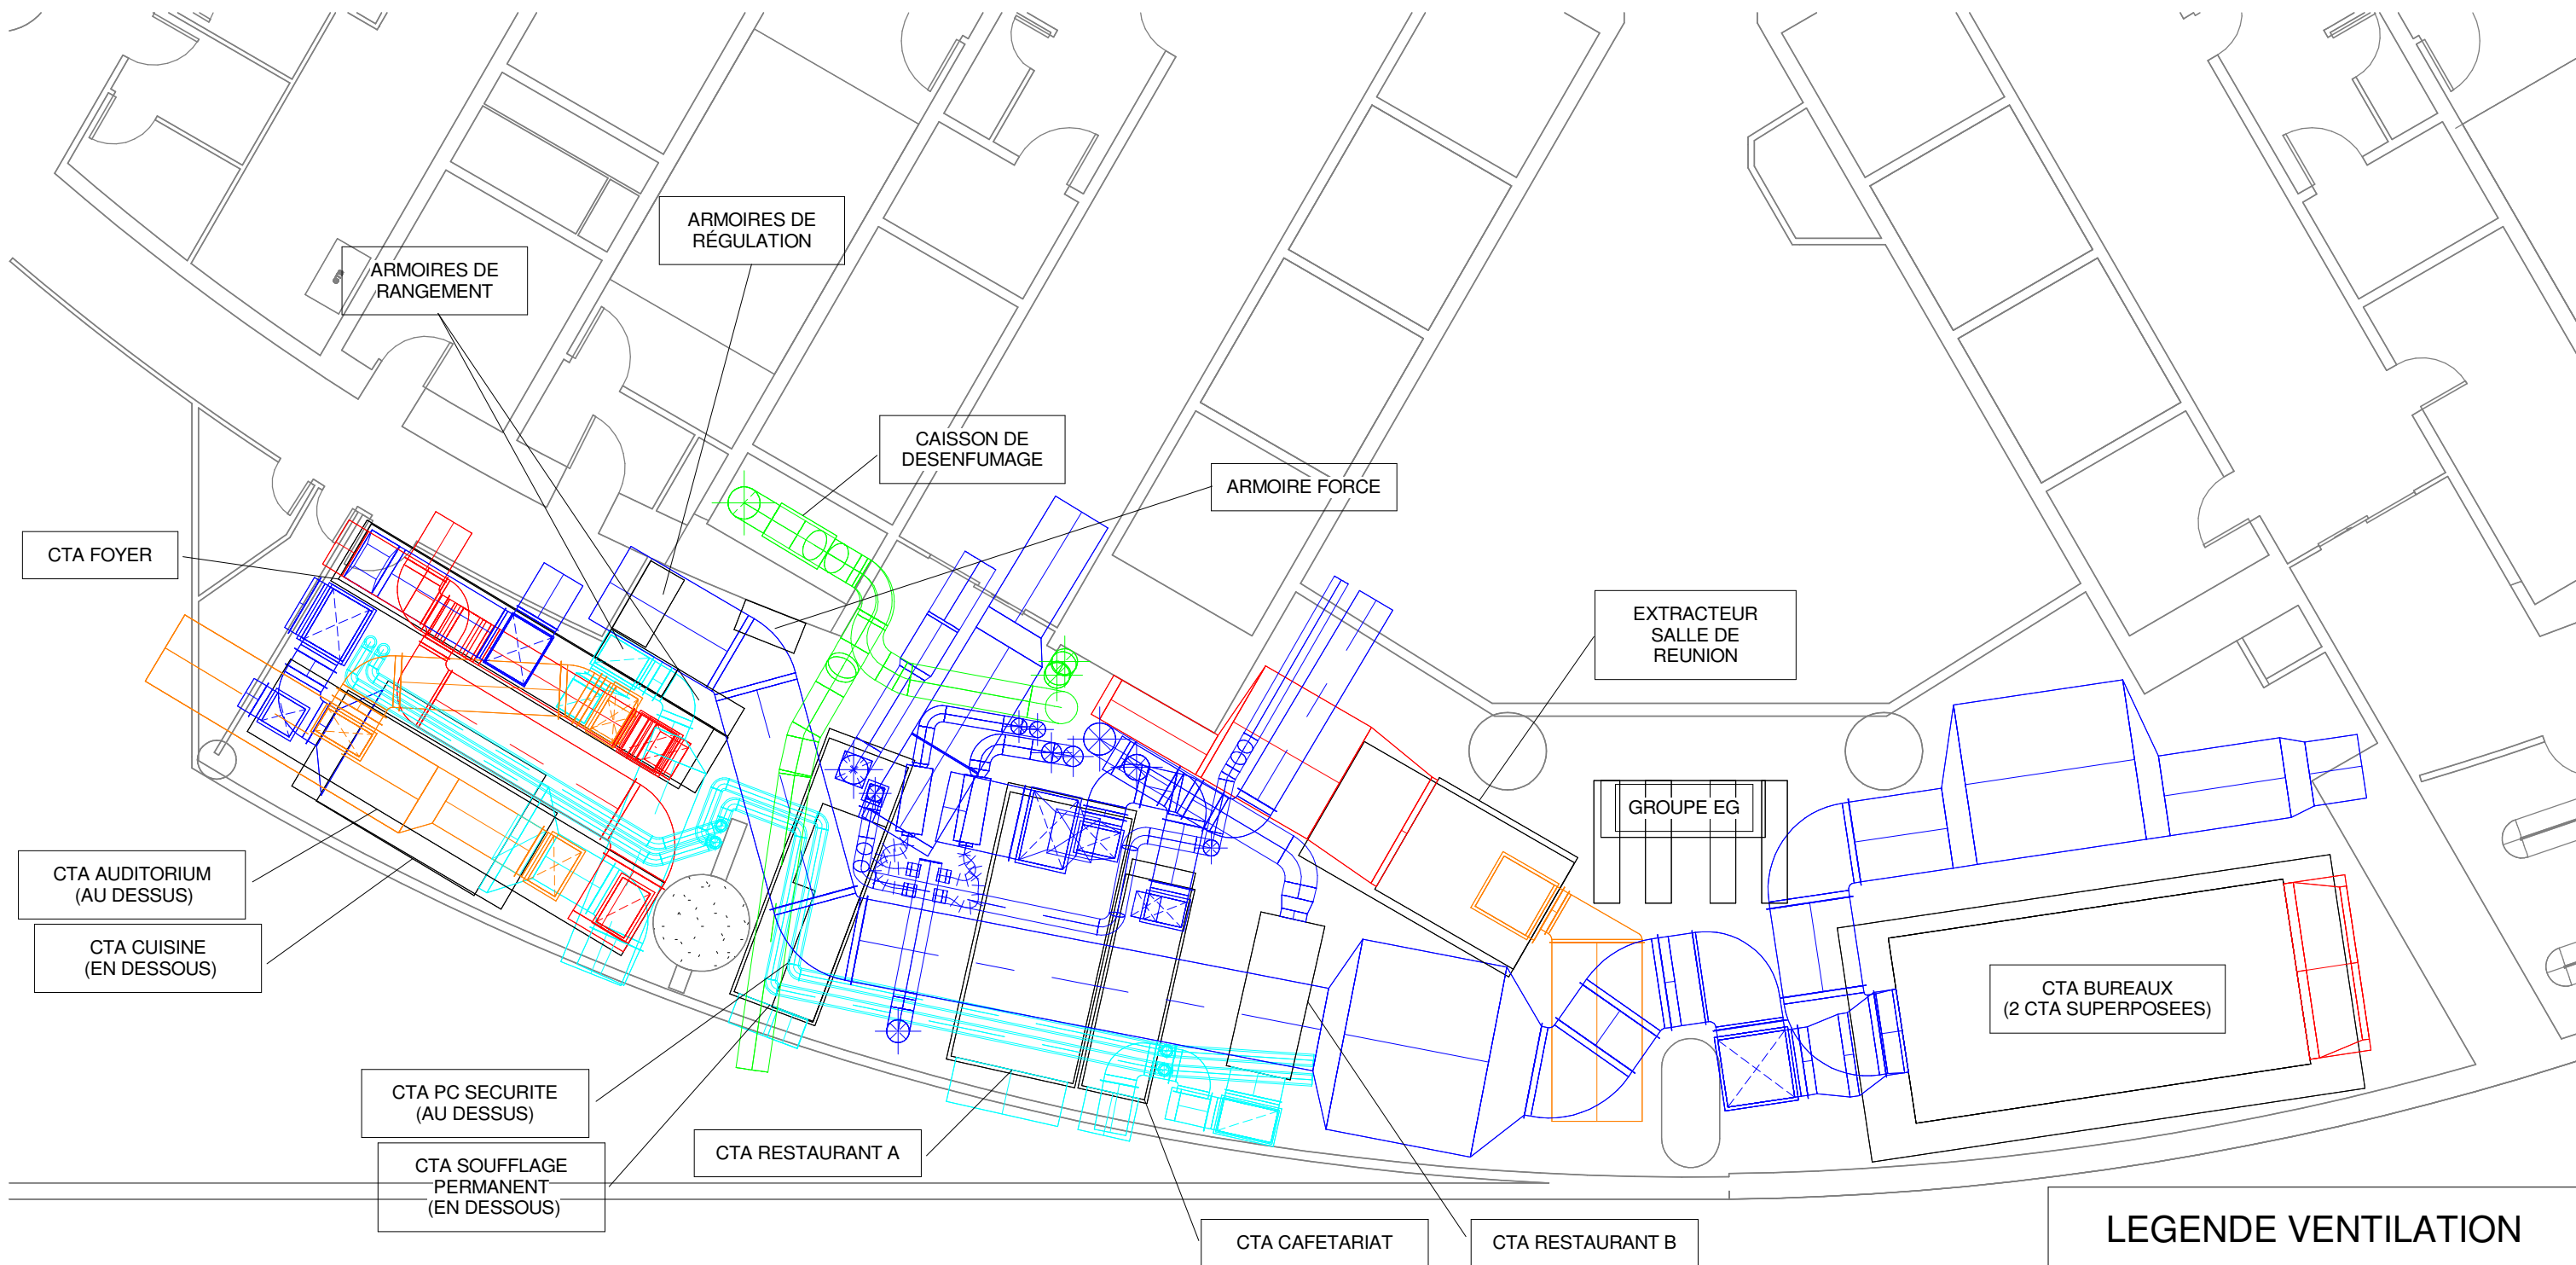 ARMOIRES DE
RÉGULATION
ARMOIRES DE
RANGEMENT
CAISSON DE
DESENFUMAGE
ARMOIRE FORCE
CTA FOYER
EXTRACTEUR
SALLE DE
REUNION
GROUPE EG
CTA AUDITORIUM
(AU DESSUS)
CTA CUISINE
(EN DESSOUS)
CTA BUREAUX
(2 CTA SUPERPOSEES)
CTA PC SECURITE
(AU DESSUS)
CTA RESTAURANT A
CTA SOUFFLAGE
PERMANENT
(EN DESSOUS)
CTA CAFETARIAT
CTA RESTAURANT B
LEGENDE VENTILATION